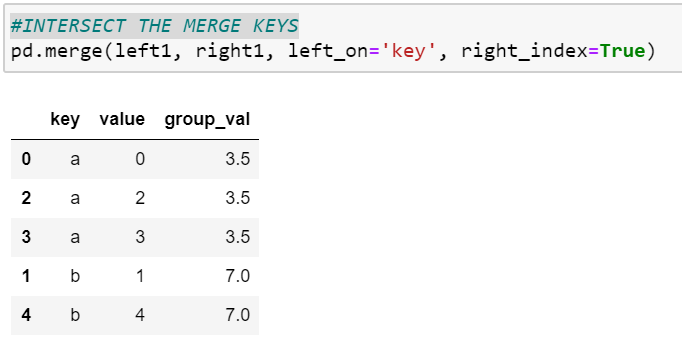 #INTERSECT THE MERGE KEYS
pd.merge(left1, right1, left_on='key', right_index=True)
key value group_val
0 a 0 3.5
2 a 2 3.5
3 a 3 3.5
1 b 1 7.0
4 b 4 7.0